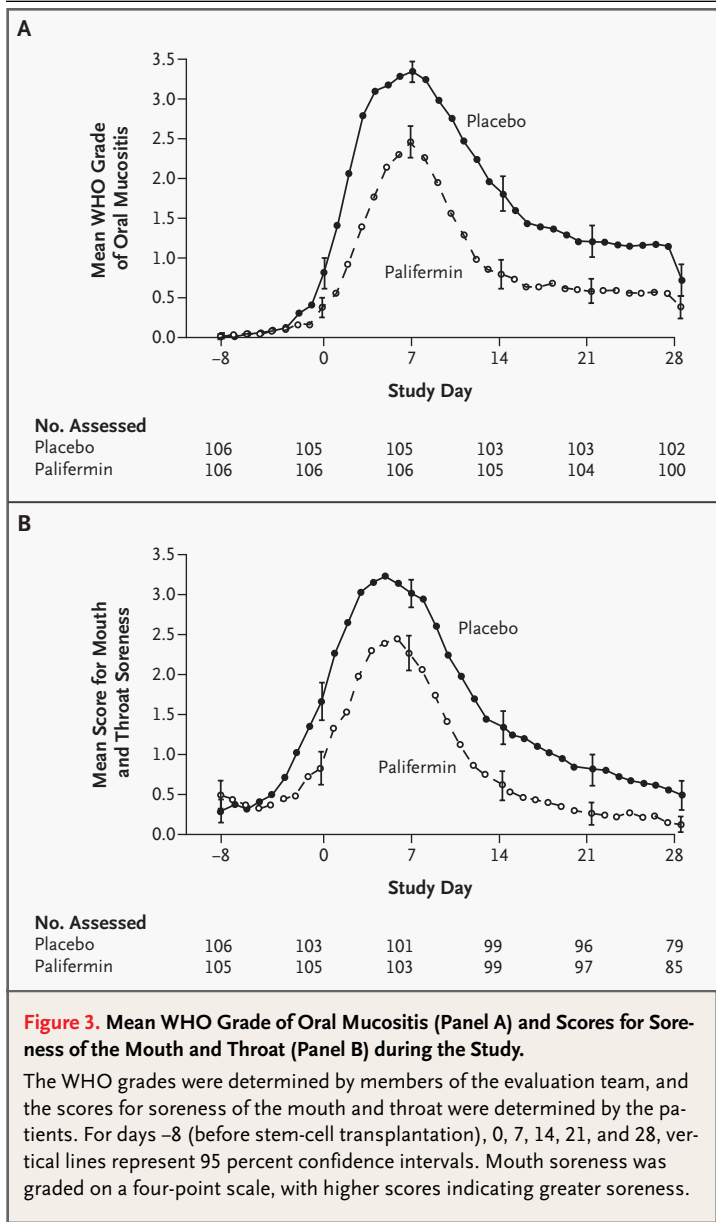 A
Mean WHO Grade
of Oral Mucositis
3.5
3.0
2.5
2.0
1.5
1.0
0.5
0.0
Placebo
Palifermin
−8 0 7 14 21 28
Study Day
No. Assessed
Placebo 106 105 105 103 103 102
Palifermin 106 106 106 105 104 100
B
Mean Score for Mouth
and Throat Soreness
3.5
3.0
2.5
2.0
1.5
1.0
0.5
0.0
Placebo
Palifermin
−8 0 7 14 21 28
Study Day
No. Assessed
Placebo 106 103 101 99 96 79
Palifermin 105 105 103 99 97 85
Figure 3. Mean WHO Grade of Oral Mucositis (Panel A) and Scores for Sore-
ness of the Mouth and Throat (Panel B) during the Study.
The WHO grades were determined by members of the evaluation team, and
the scores for soreness of the mouth and throat were determined by the pa-
tients. For days −8 (before stem-cell transplantation), 0, 7, 14, 21, and 28, ver-
tical lines represent 95 percent confidence intervals. Mouth soreness was
graded on a four-point scale, with higher scores indicating greater soreness.